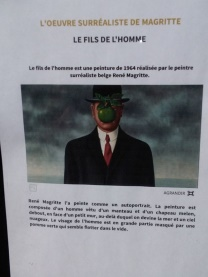 L'OEUVRE SURRÉALISTE DE MAGRITTE
LE FILS DE L'HOMME
Le fils de l'homme est une peinture de 1964 réalisée par le peintre
surréaliste belge René Magritte.
AGRANDIR
René Magritte l'a peinte comme un autoportrait. La peinture est
composée d'un homme vêtu d'un manteau et d'un chapeau melon,
debout, en face d'un petit mur, au-delà duquel on devine la mer et un ciel
nuageux. Le visage de l'homme est en grande partie masqué par une
pomme verte qui semble flotter dans le vide.